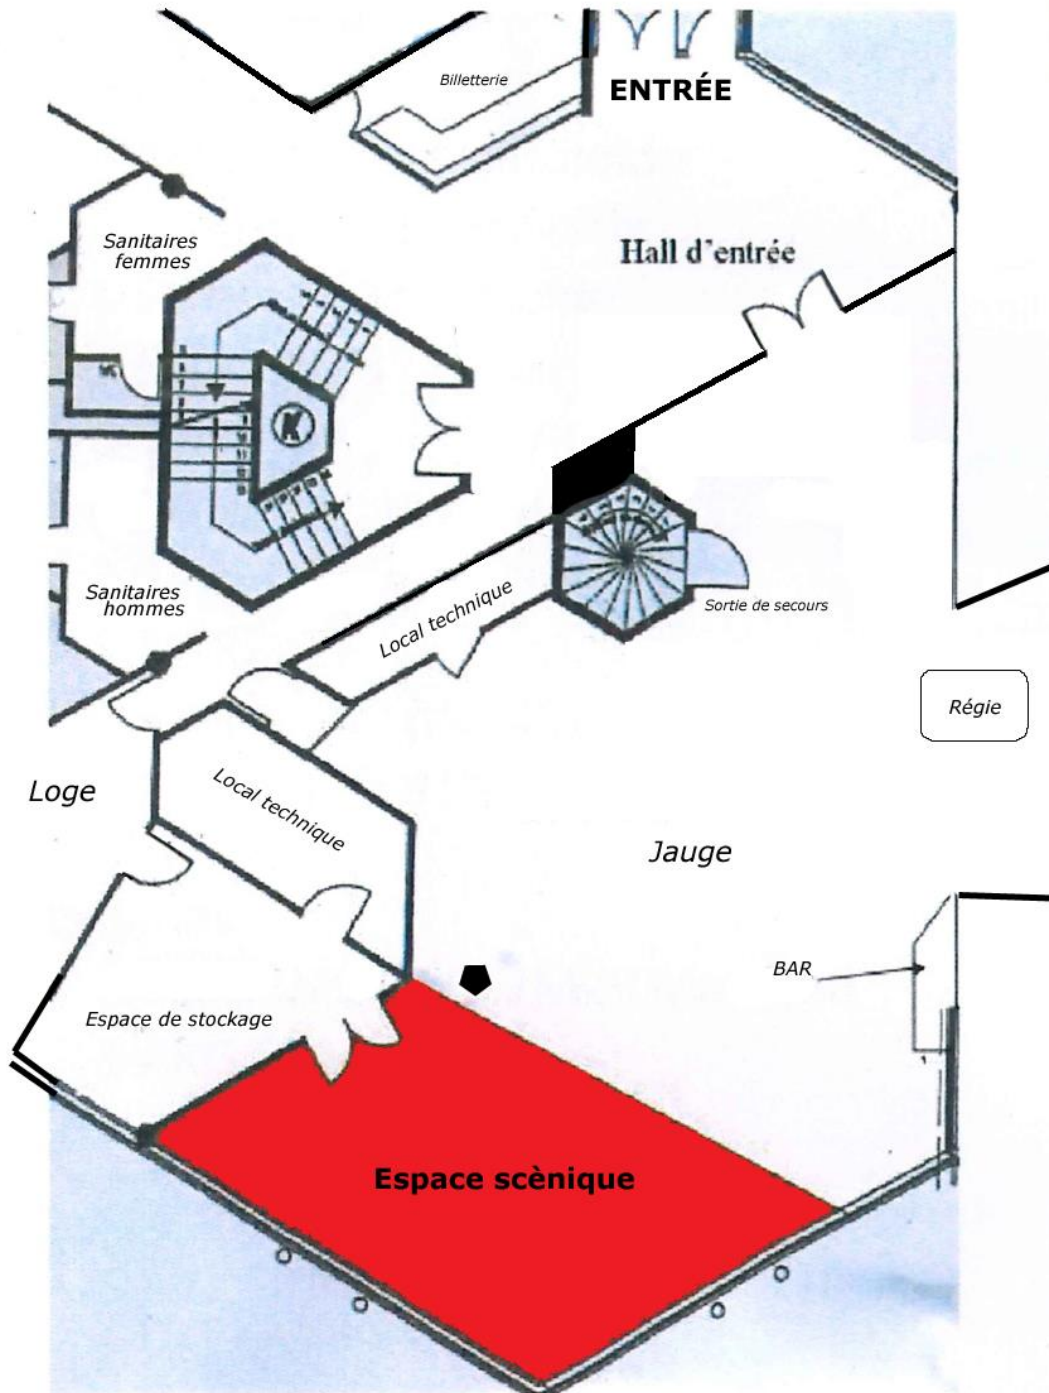 Billetterie
ENTRÉE
Sanitaires
femmes
Hall d'entrée
K
Sanitaires
hommes
Local technique
Sortie de secours
Régie
Loge
Local technique
Jauge
BAR
Espace de stockage
Espace scènique